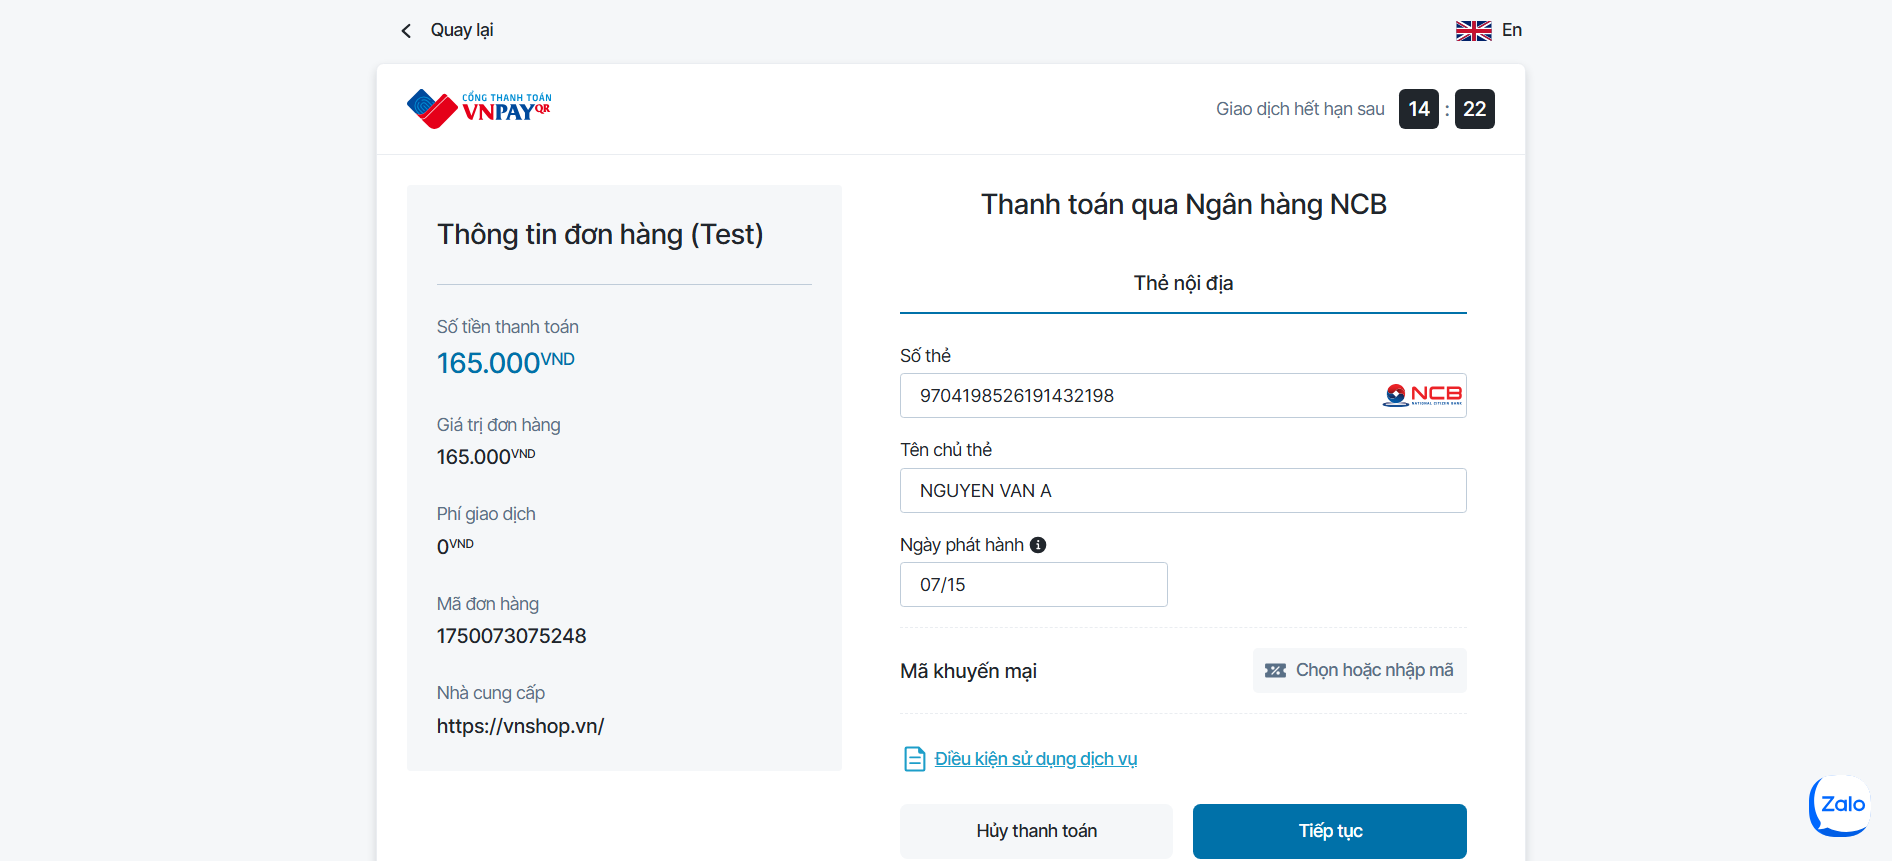 Quay lại
En
CỔNG THANH TOÁN
VNPAYQR
Giao dịch hết hạn sau 14 : 22
Thông tin đơn hàng (Test)
Số tiền thanh toán
165.000VND
Giá trị đơn hàng
165.000VND
Phí giao dịch
0VND
Mã đơn hàng
1750073075248
Nhà cung cấp
https://vnshop.vn/
Thanh toán qua Ngân hàng NCB
Thẻ nội địa
Số thẻ
9704198526191432198
NCB
NATIONAL CITIZEN BANK
Tên chủ thẻ
NGUYEN VAN A
Ngày phát hành
07/15
Mã khuyến mại
Chọn hoặc nhập mã
Điều kiện sử dụng dịch vụ
Hủy thanh toán
Tiếp tục
Zalo